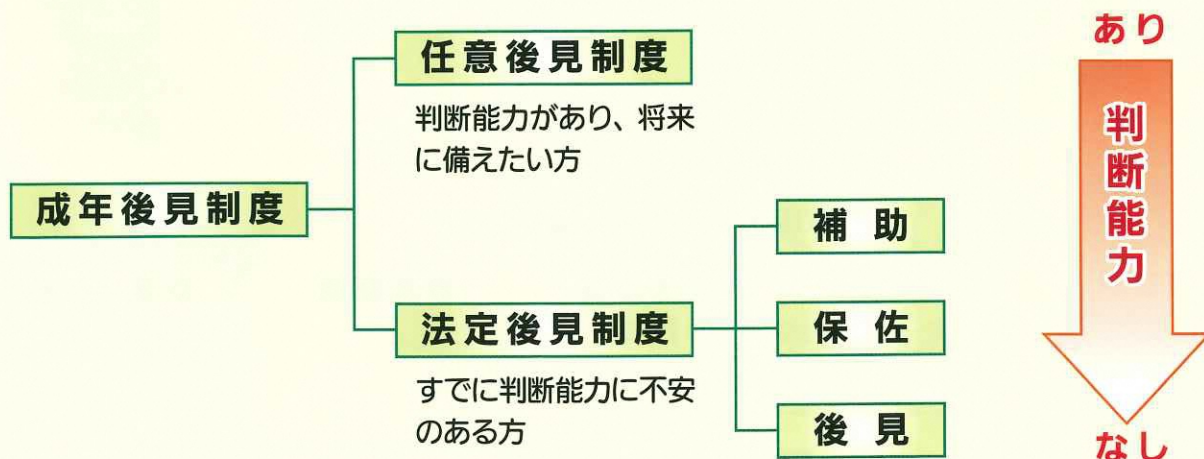 成年後見制度
任意後見制度
判断能力があり、将来
に備えたい方
法定後見制度
すでに判断能力に不安
のある方
補助
保佐
後見
あり
判断能力
なし